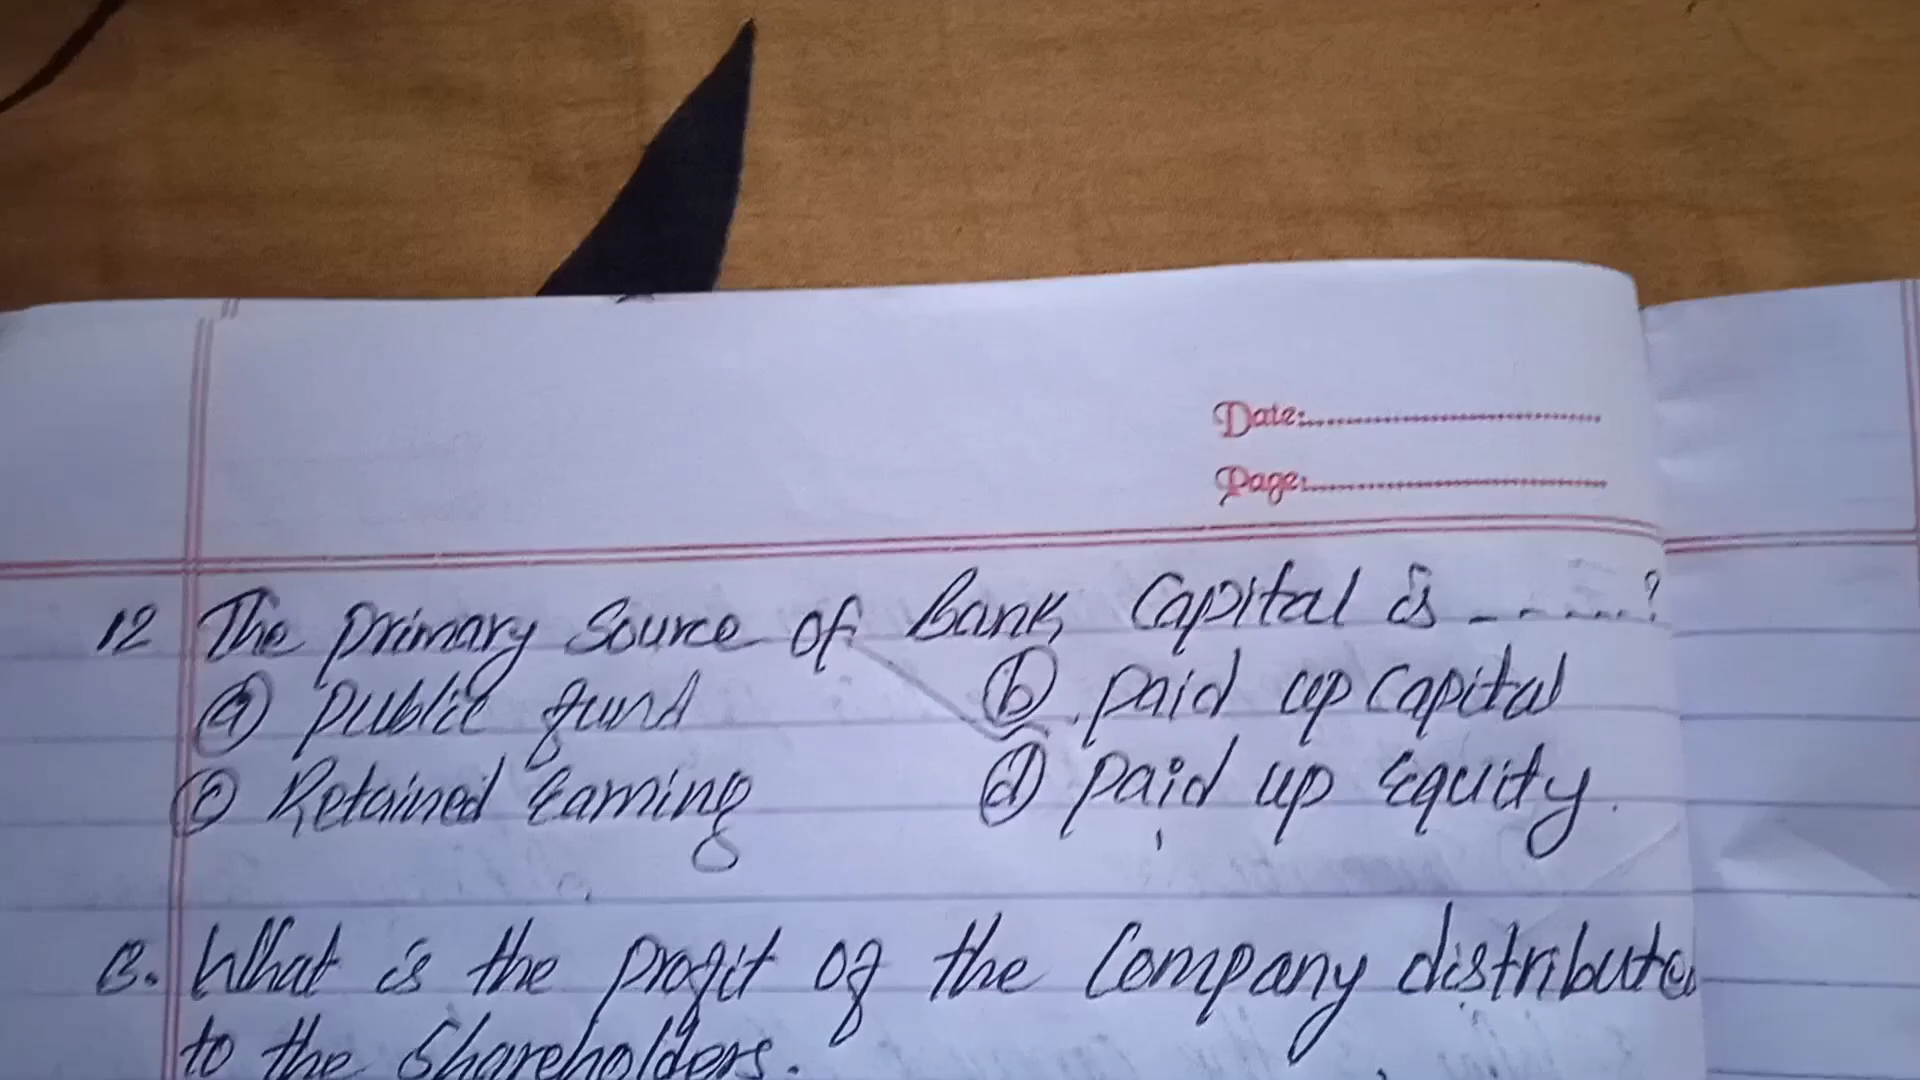 Date:
Page:
12 The primary Source of Bank Capital is -----?
(a) public fund (b) paid up Capital
(c) Retained Earning (d) paid up Equity.
13. What is the profit of the Company distributed
to the Shareholders.